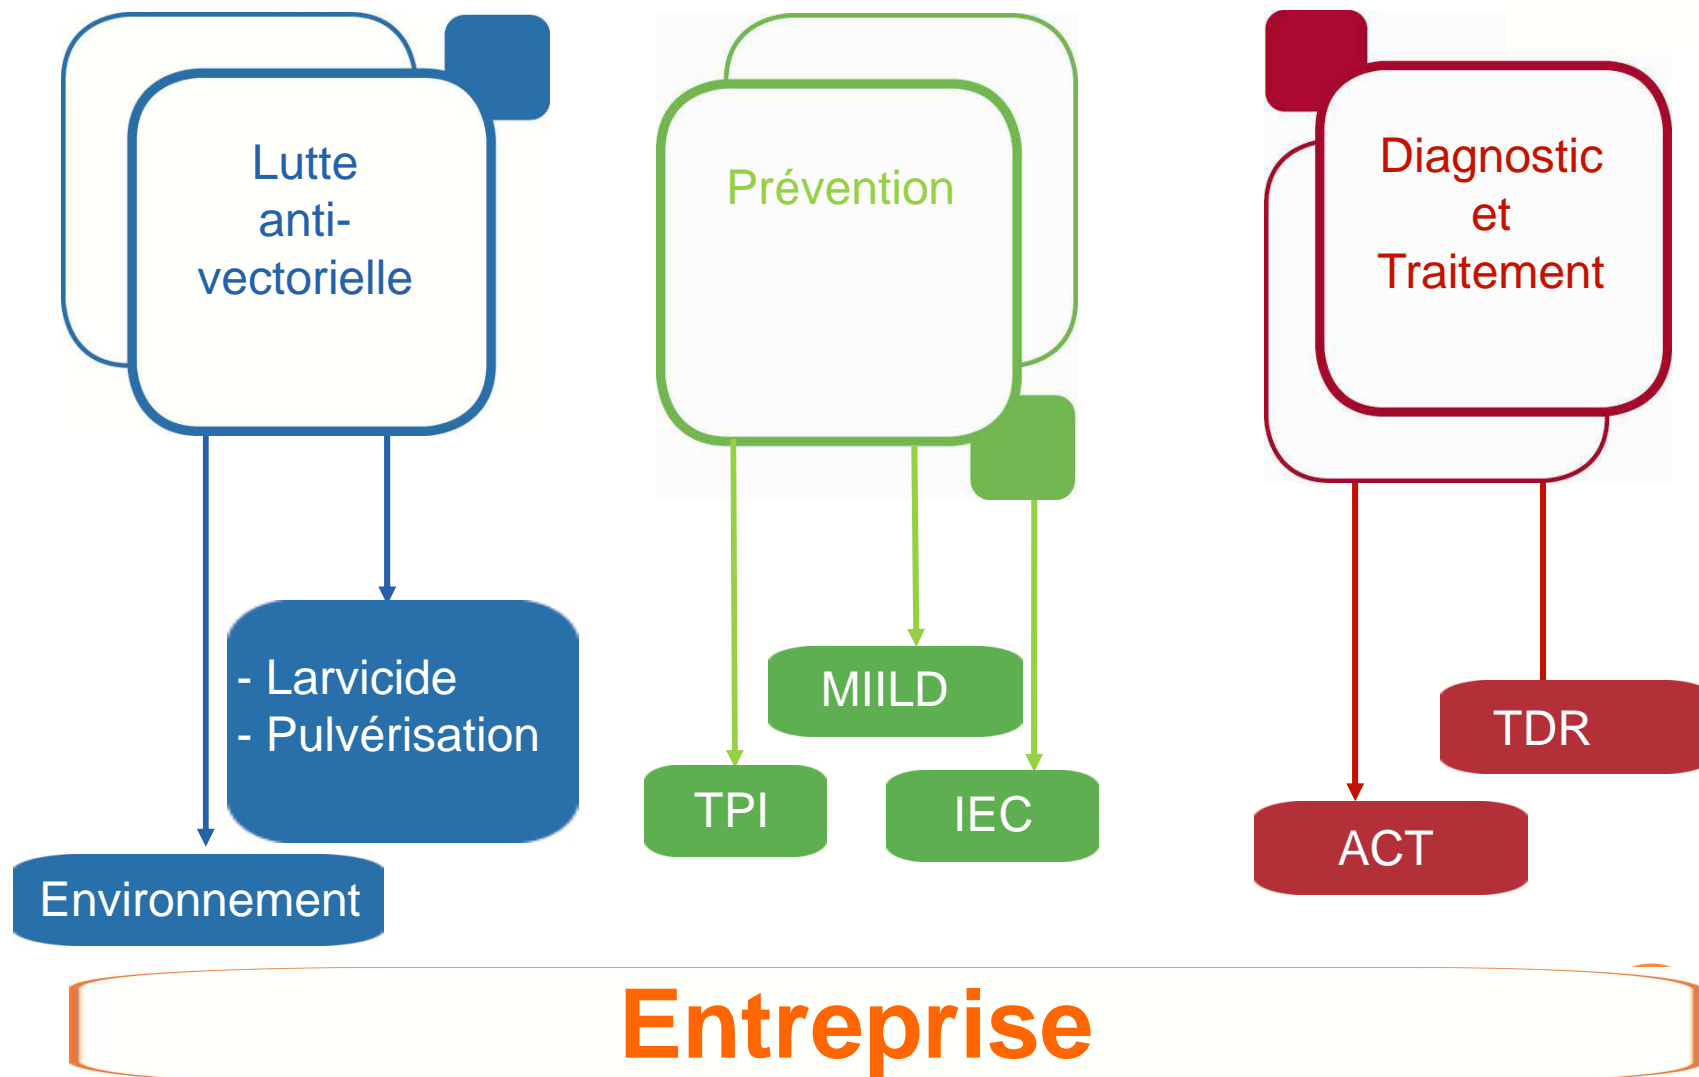 Lutte
anti-
vectorielle
Prévention
Diagnostic
et
Traitement
- Larvicide
- Pulvérisation
Environnement
MIILD
TPI
IEC
TDR
ACT
Entreprise